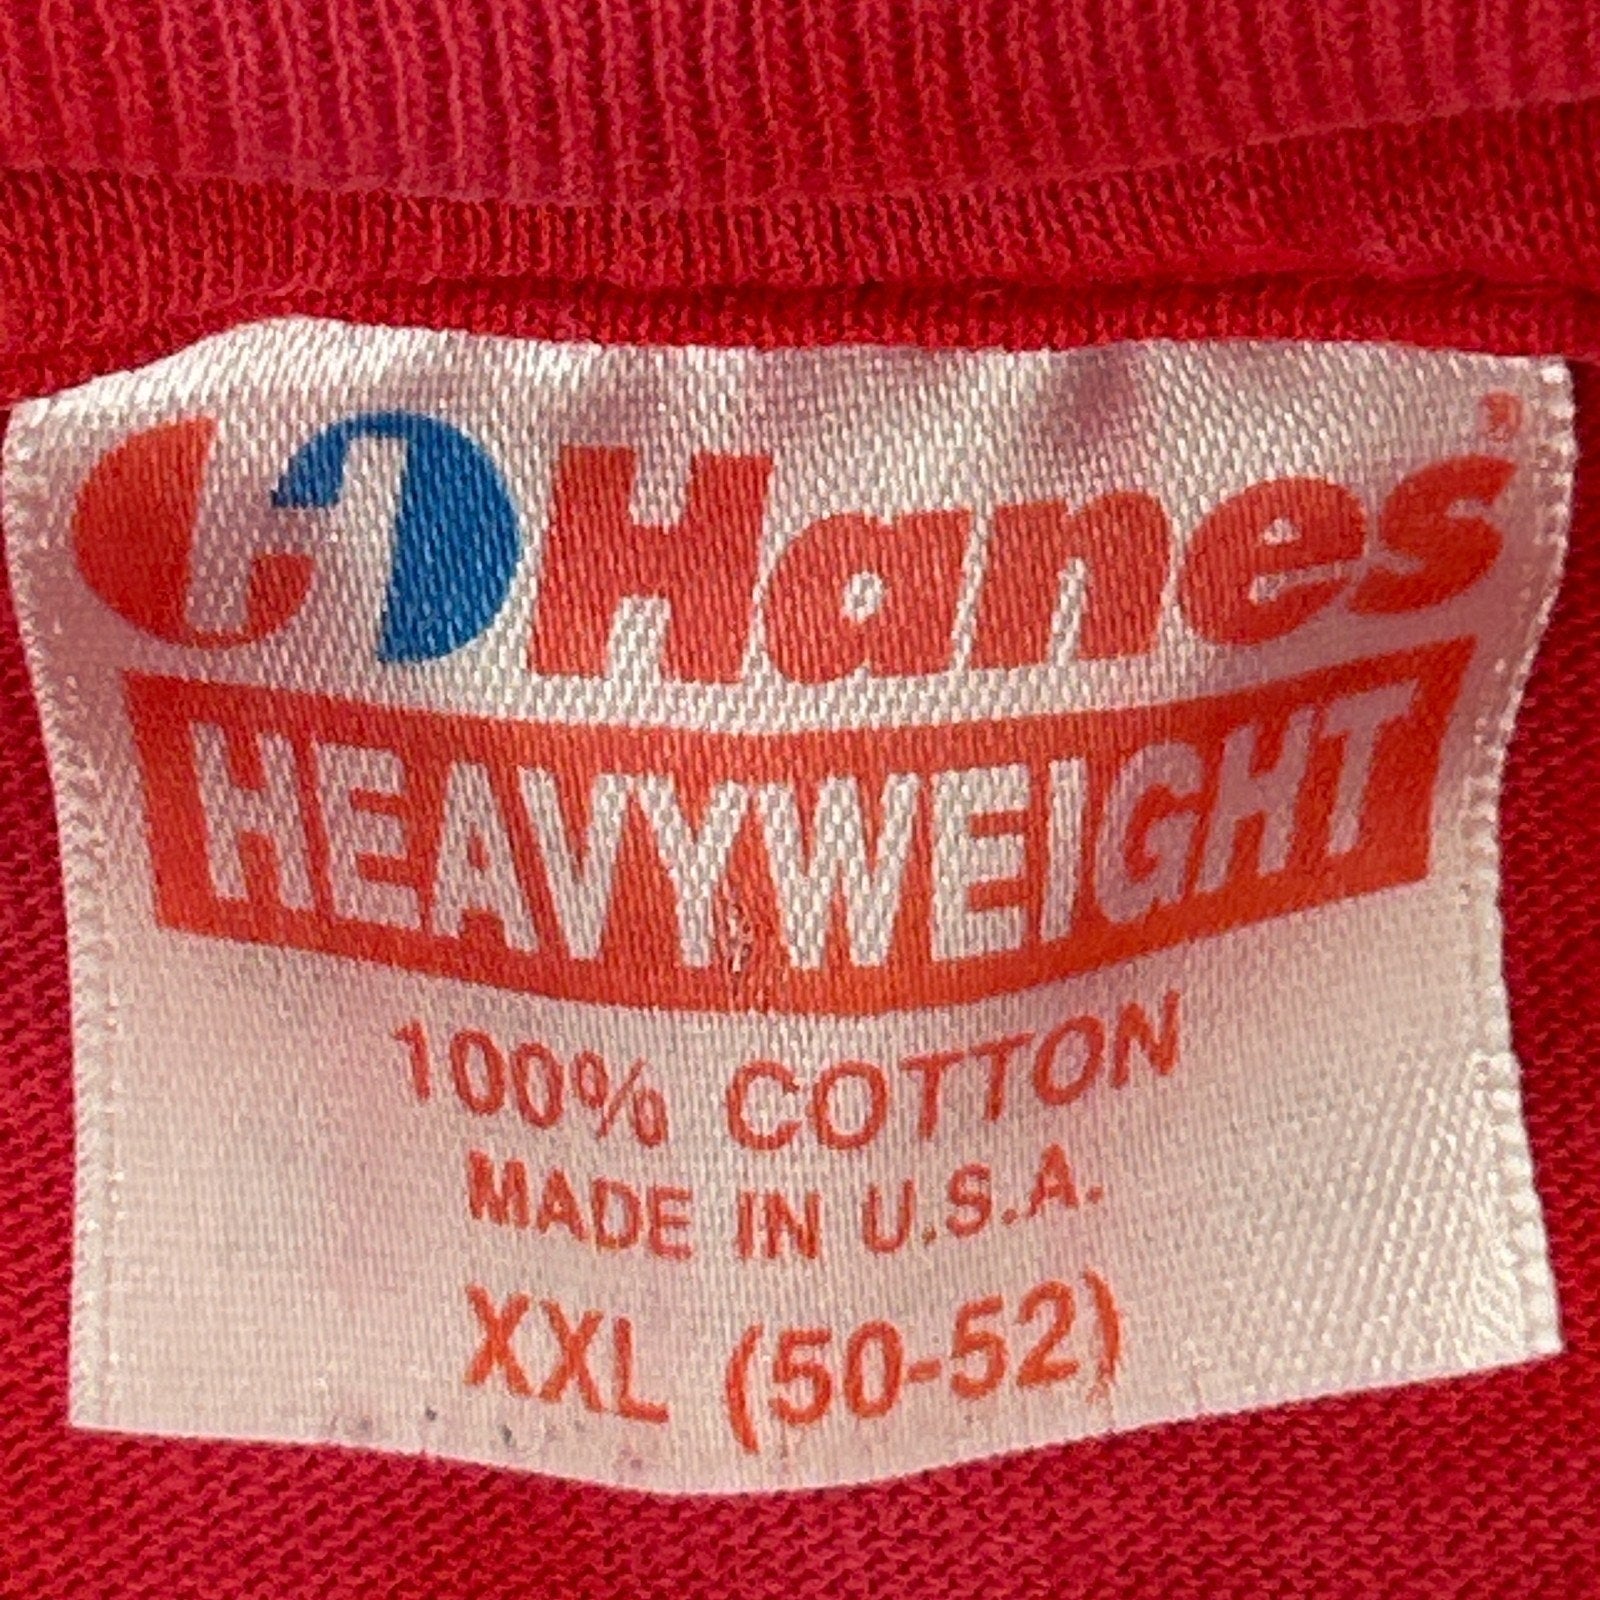 Hanes®
HEAVYWEIGHT
100% COTTON
MADE IN U.S.A.
XXL (50-52)